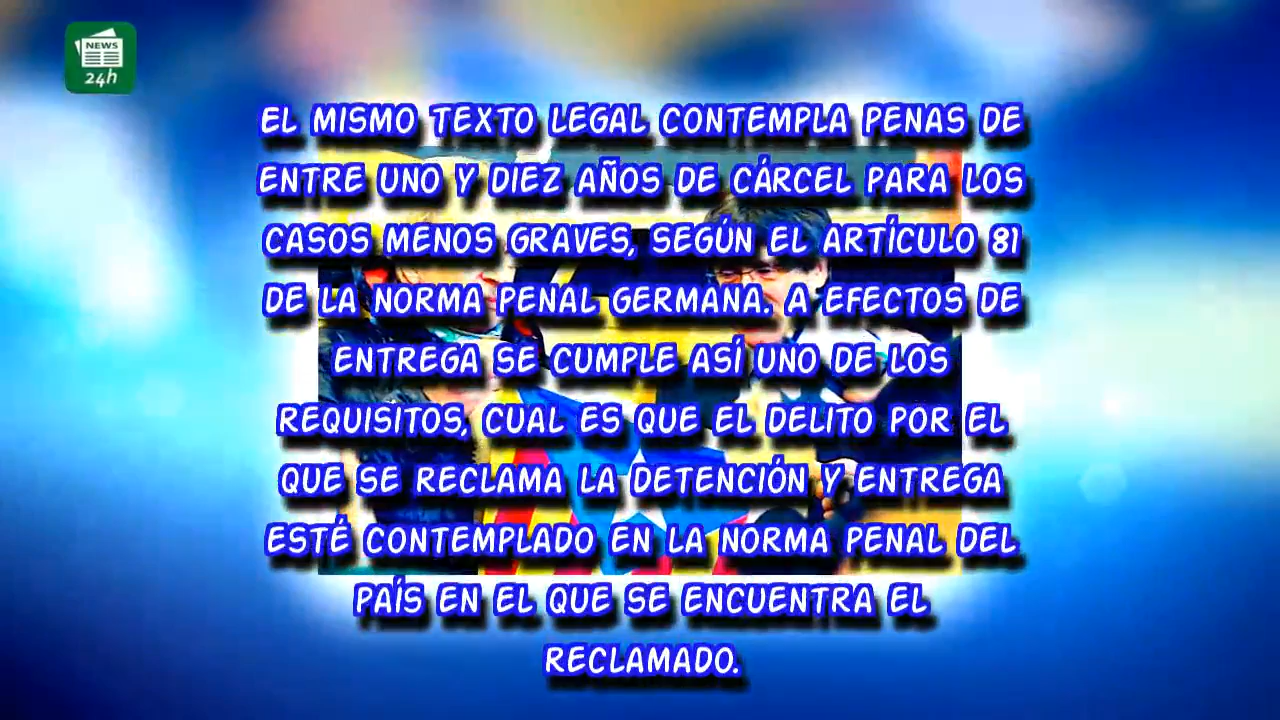 NEWS
24h
EL MISMO TEXTO LEGAL CONTEMPLA PENAS DE
ENTRE UNO Y DIEZ AÑOS DE CÁRCEL PARA LOS
CASOS MENOS GRAVES, SEGÚN EL ARTÍCULO 81
DE LA NORMA PENAL GERMANA. A EFECTOS DE
ENTREGA SE CUMPLE ASÍ UNO DE LOS
REQUISITOS, CUAL ES QUE EL DELITO POR EL
QUE SE RECLAMA LA DETENCIÓN Y ENTREGA
ESTÉ CONTEMPLADO EN LA NORMA PENAL DEL
PAÍS EN EL QUE SE ENCUENTRA EL
RECLAMADO.